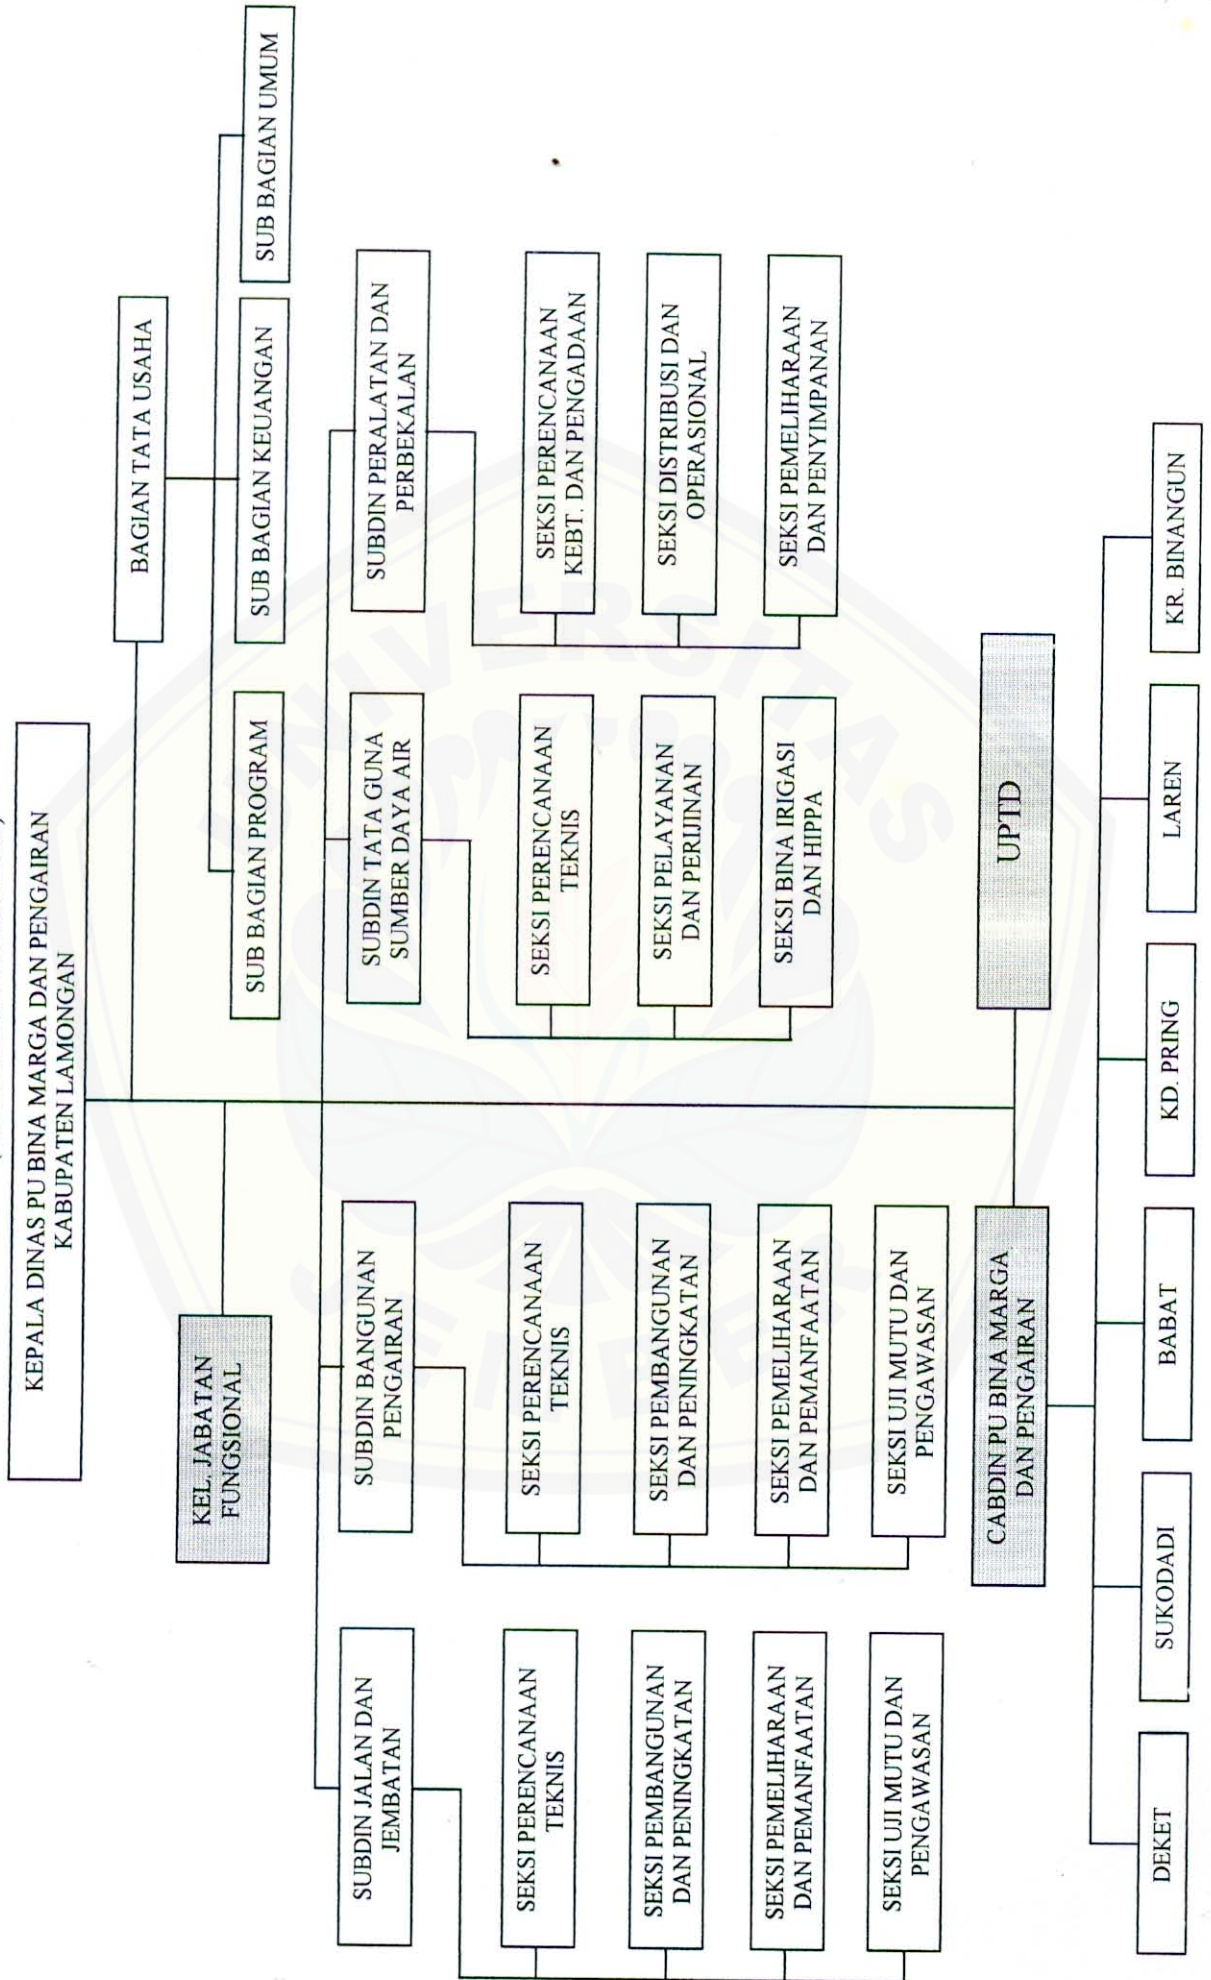 KEPALA DINAS PU BINA MARGA DAN PENGAIRAN
KABUPATEN LAMONGAN
BAGIAN TATA USAHA
KEL. JABATAN
FUNGSIONAL
SUB BAGIAN PROGRAM
SUB BAGIAN KEUANGAN
SUB BAGIAN UMUM
SUBDIN JALAN DAN
JEMBATAN
SUBDIN BANGUNAN
PENGAIRAN
SUBDIN TATA GUNA
SUMBER DAYA AIR
SUBDIN PERALATAN DAN
PERBEKALAN
SEKSI PERENCANAAN
TEKNIS
SEKSI PERENCANAAN
TEKNIS
SEKSI PERENCANAAN
TEKNIS
SEKSI PERENCANAAN
KEBT. DAN PENGADAAN
SEKSI PEMBANGUNAN
DAN PENINGKATAN
SEKSI PEMBANGUNAN
DAN PENINGKATAN
SEKSI PELAYANAN
DAN PERIJINAN
SEKSI DISTRIBUSI DAN
OPERASIONAL
SEKSI PEMELIHARAAN
DAN PEMANFAATAN
SEKSI PEMELIHARAAN
DAN PEMANFAATAN
SEKSI BINA IRIGASI
DAN HIPPA
SEKSI PEMELIHARAAN
DAN PENYIMPANAN
SEKSI UJI MUTU DAN
PENGAWASAN
SEKSI UJI MUTU DAN
PENGAWASAN
CABDIN PU BINA MARGA
DAN PENGAIRAN
UPTD
DEKET
SUKODADI
BABAT
KD. PRING
LAREN
KR. BINANGUN
UNIVERSITAS
JEMBER